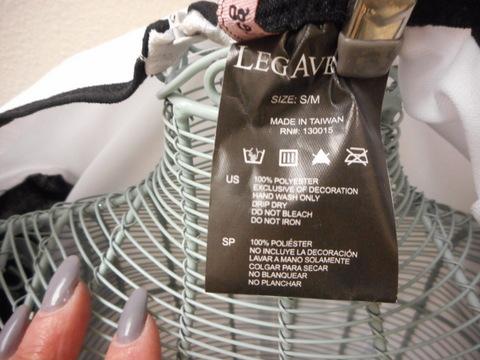 LEG AVE
SIZE: S/M
MADE IN TAIWAN
RN#: 130015
US
100% POLYESTER
EXCLUSIVE OF DECORATION
HAND WASH ONLY
DRIP DRY
DO NOT BLEACH
DO NOT IRON
SP
100% POLIÉSTER
NO INCLUYE LA DECORACIÓN
LAVAR A MANO SOLAMENTE
COLGAR PARA SECAR
NO BLANQUEAR
NO PLANCHAR